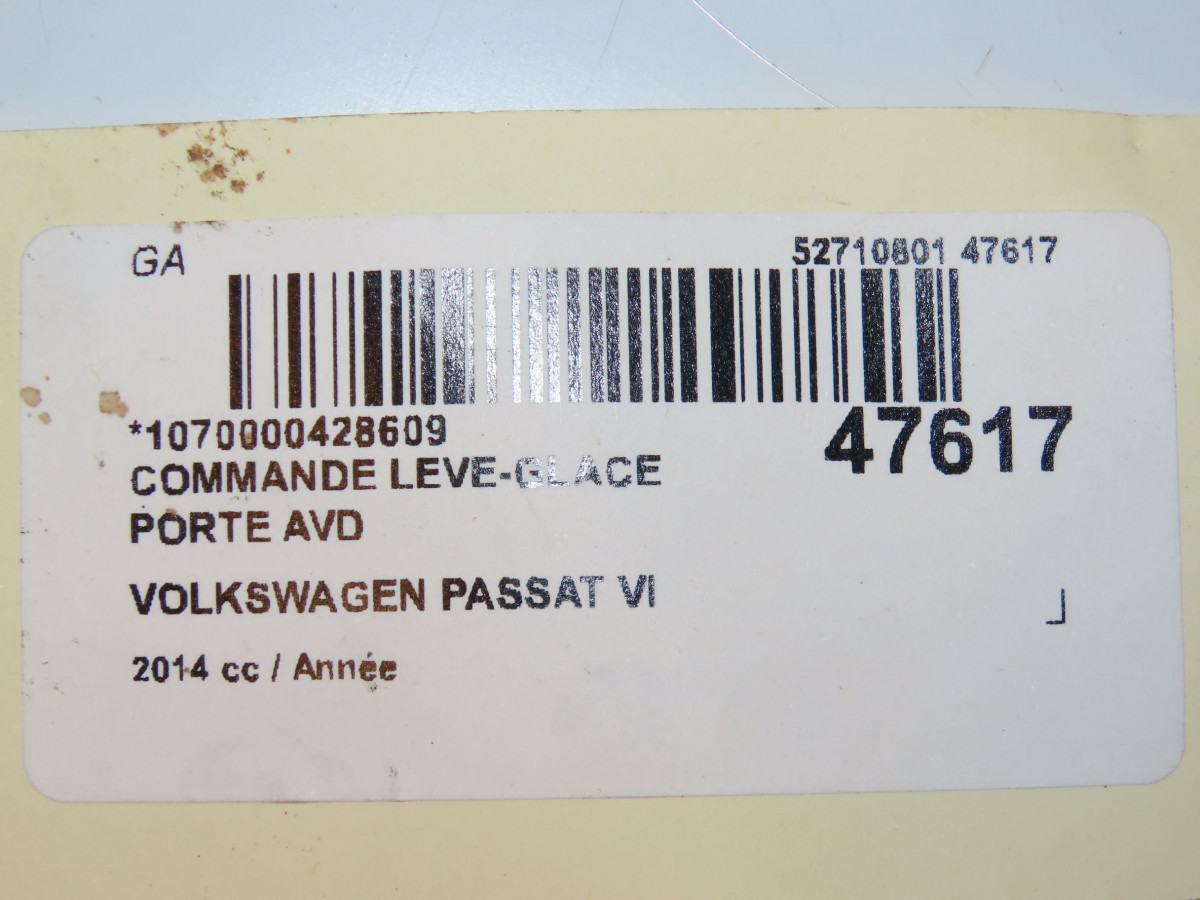 GA
52710801 47617
*1070000428609
47617
COMMANDE LEVE-GLACE
PORTE AVD
VOLKSWAGEN PASSAT VI
2014 cc / Année